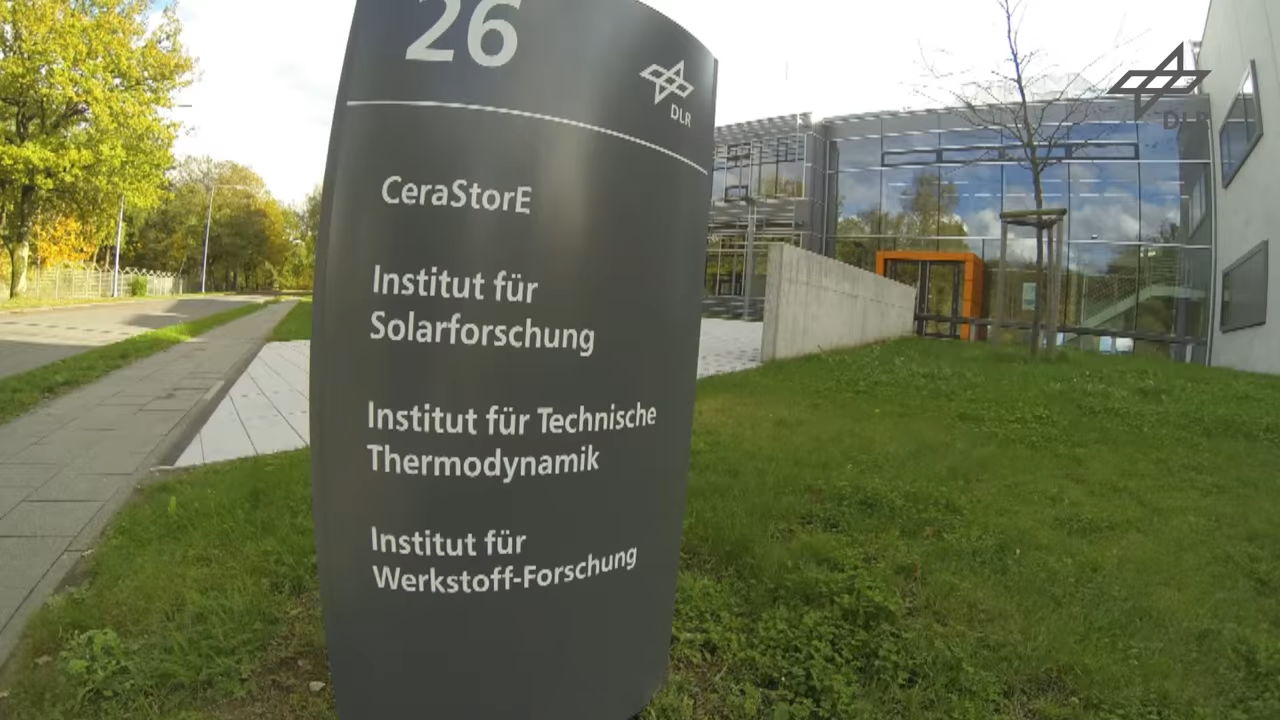 26
DLR
CeraStorE
Institut für
Solarforschung
Institut für Technische
Thermodynamik
Institut für
Werkstoff-Forschung
DLR